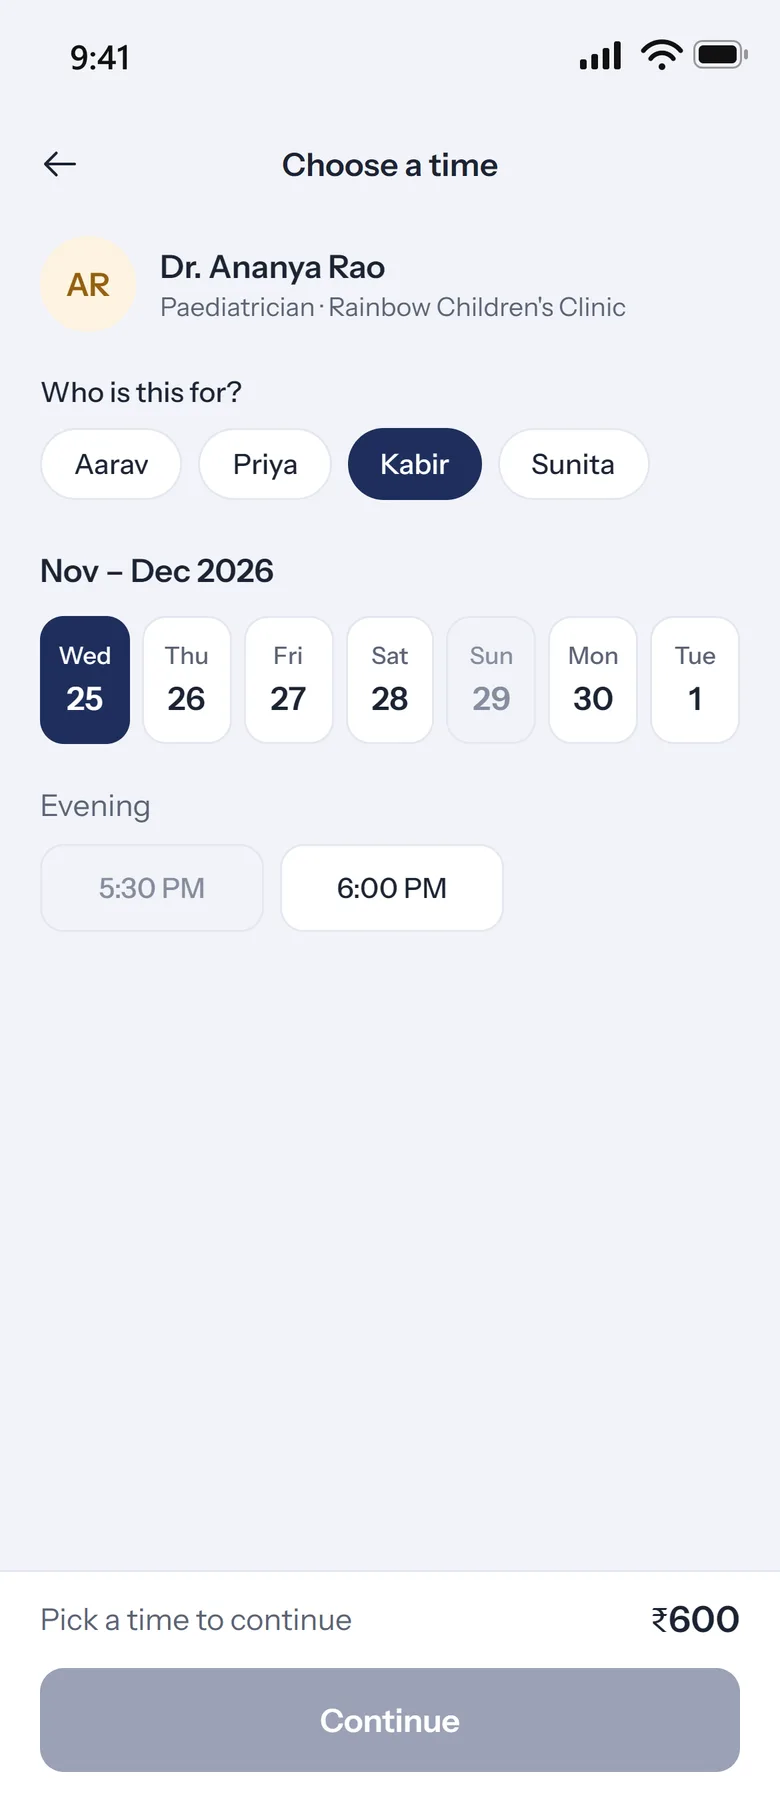 9:41
Choose a time
AR
Dr. Ananya Rao
Paediatrician · Rainbow Children's Clinic
Who is this for?
Aarav Priya Kabir Sunita
Nov – Dec 2026
Wed Thu Fri Sat Sun Mon Tue
25 26 27 28 29 30 1
Evening
5:30 PM 6:00 PM
Pick a time to continue ₹600
Continue